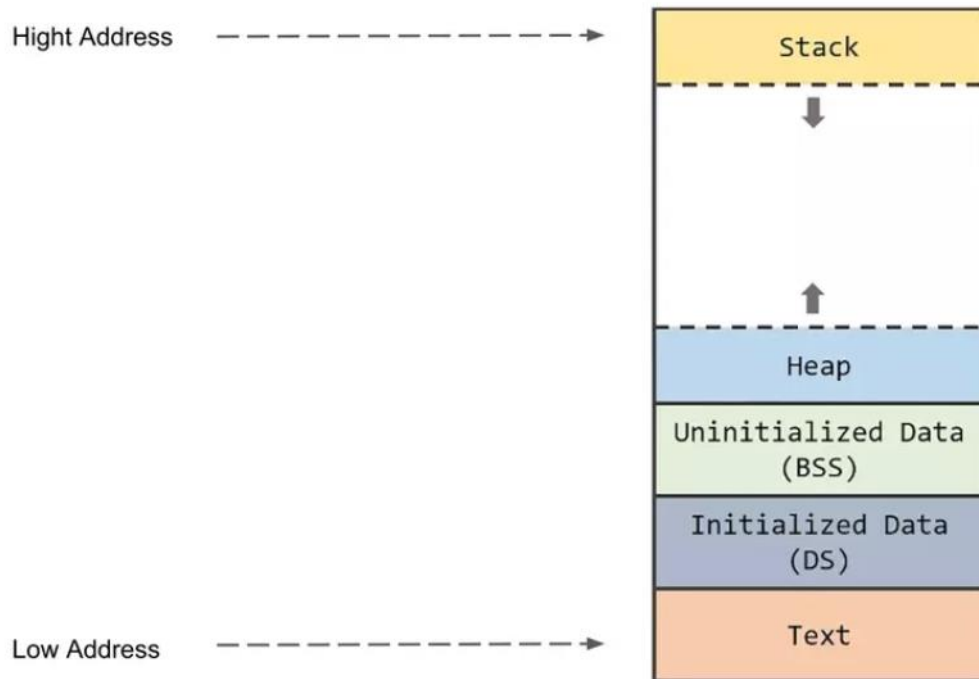 Hight Address
Stack
Heap
Uninitialized Data
(BSS)
Initialized Data
(DS)
Low Address
Text